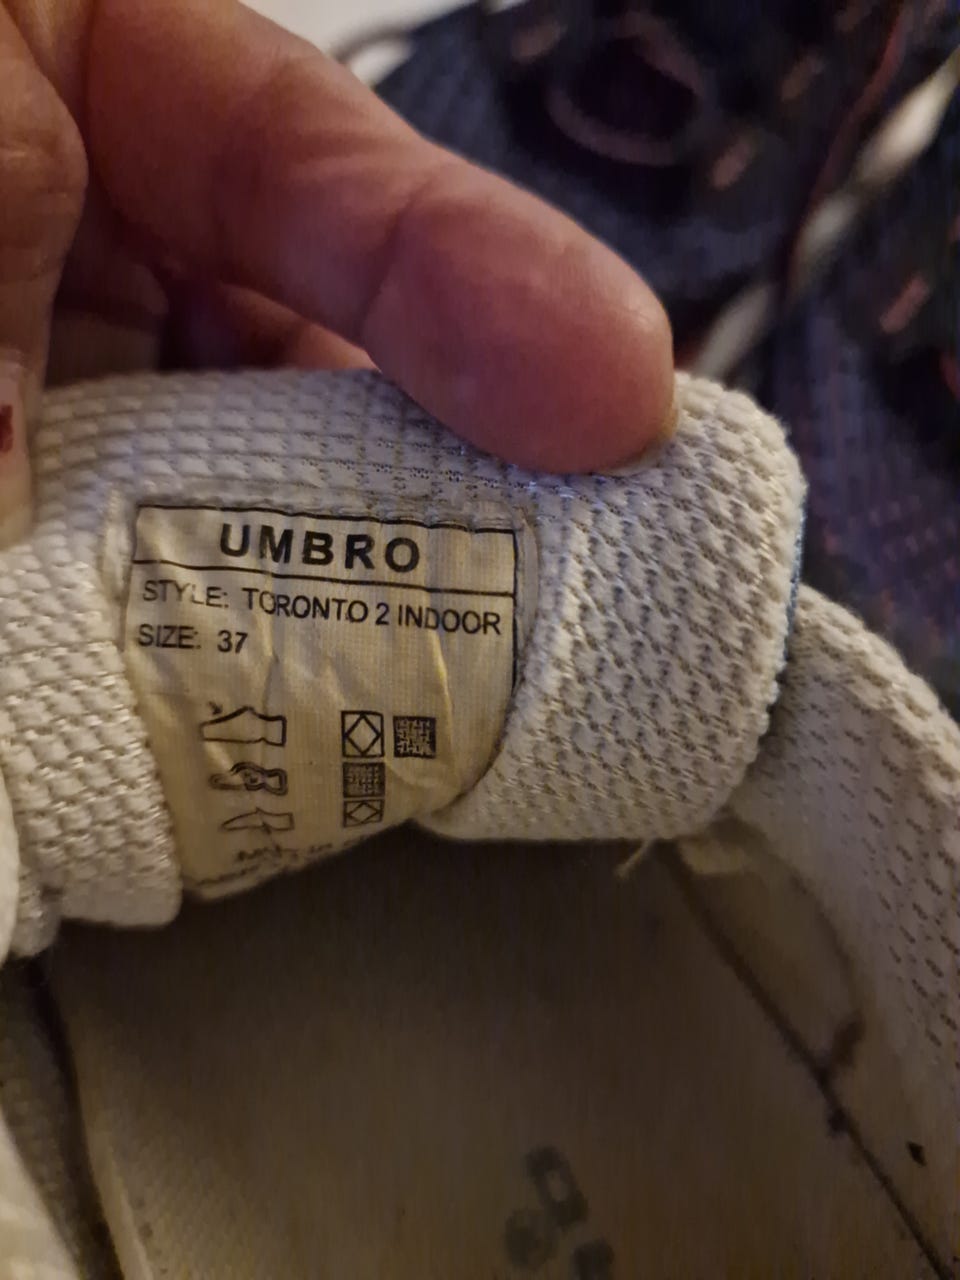 UMBRO
STYLE: TORONTO 2 INDOOR
SIZE: 37